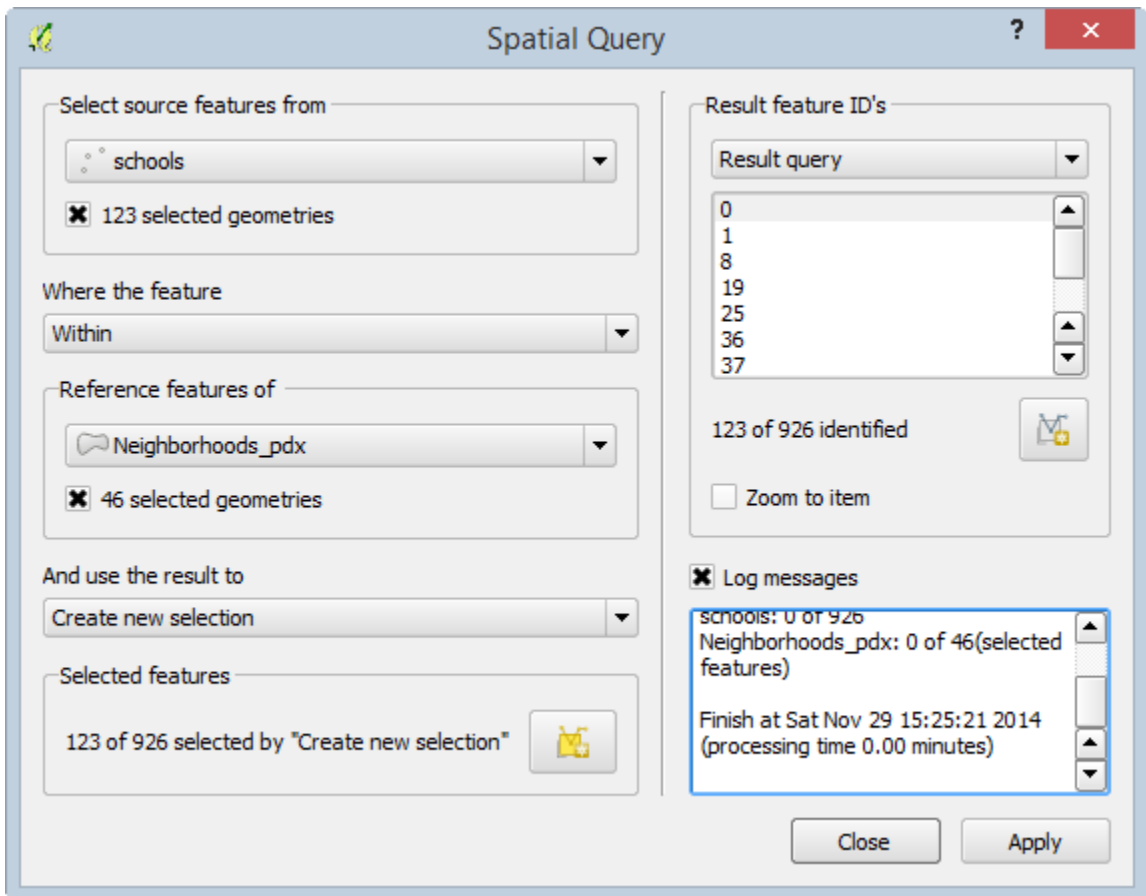 Spatial Query
?
Select source features from
schools
123 selected geometries
Where the feature
Within
Reference features of
Neighborhoods_pdx
46 selected geometries
And use the result to
Create new selection
Selected features
123 of 926 selected by "Create new selection"
Result feature ID's
Result query
0
1
8
19
25
36
37
123 of 926 identified
Zoom to item
Log messages
schools: 0 of 926
Neighborhoods_pdx: 0 of 46(selected
features)
Finish at Sat Nov 29 15:25:21 2014
(processing time 0.00 minutes)
Close
Apply